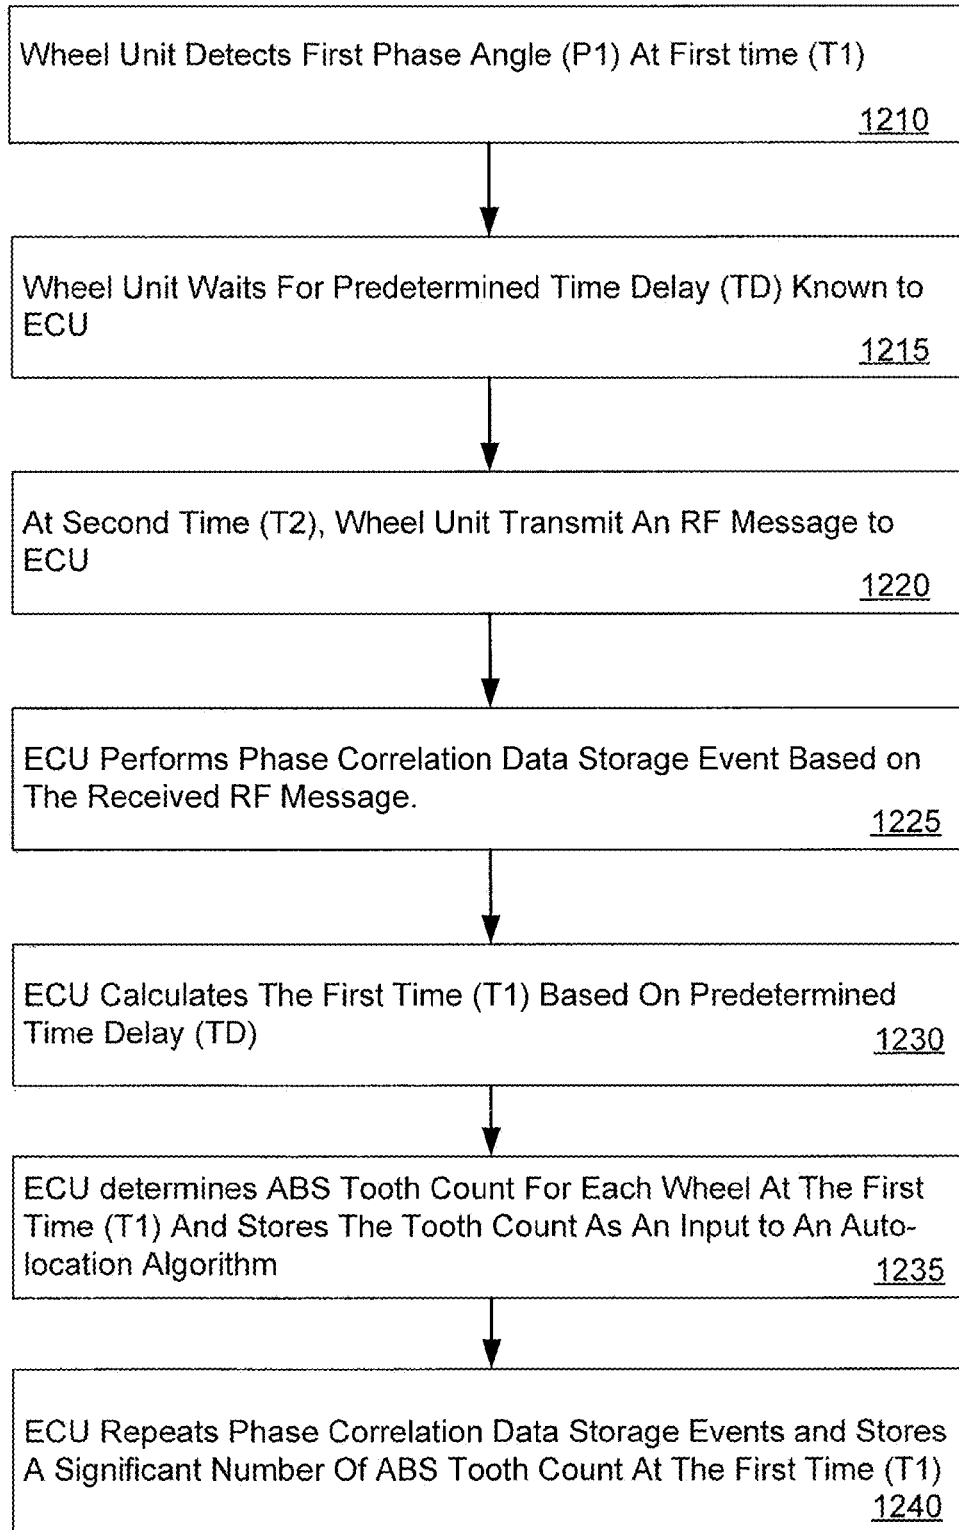 Wheel Unit Detects First Phase Angle (P1) At First time (T1)
1210
Wheel Unit Waits For Predetermined Time Delay (TD) Known to
ECU
1215
At Second Time (T2), Wheel Unit Transmit An RF Message to
ECU
1220
ECU Performs Phase Correlation Data Storage Event Based on
The Received RF Message.
1225
ECU Calculates The First Time (T1) Based On Predetermined
Time Delay (TD)
1230
ECU determines ABS Tooth Count For Each Wheel At The First
Time (T1) And Stores The Tooth Count As An Input to An Auto-
location Algorithm
1235
ECU Repeats Phase Correlation Data Storage Events and Stores
A Significant Number Of ABS Tooth Count At The First Time (T1)
1240